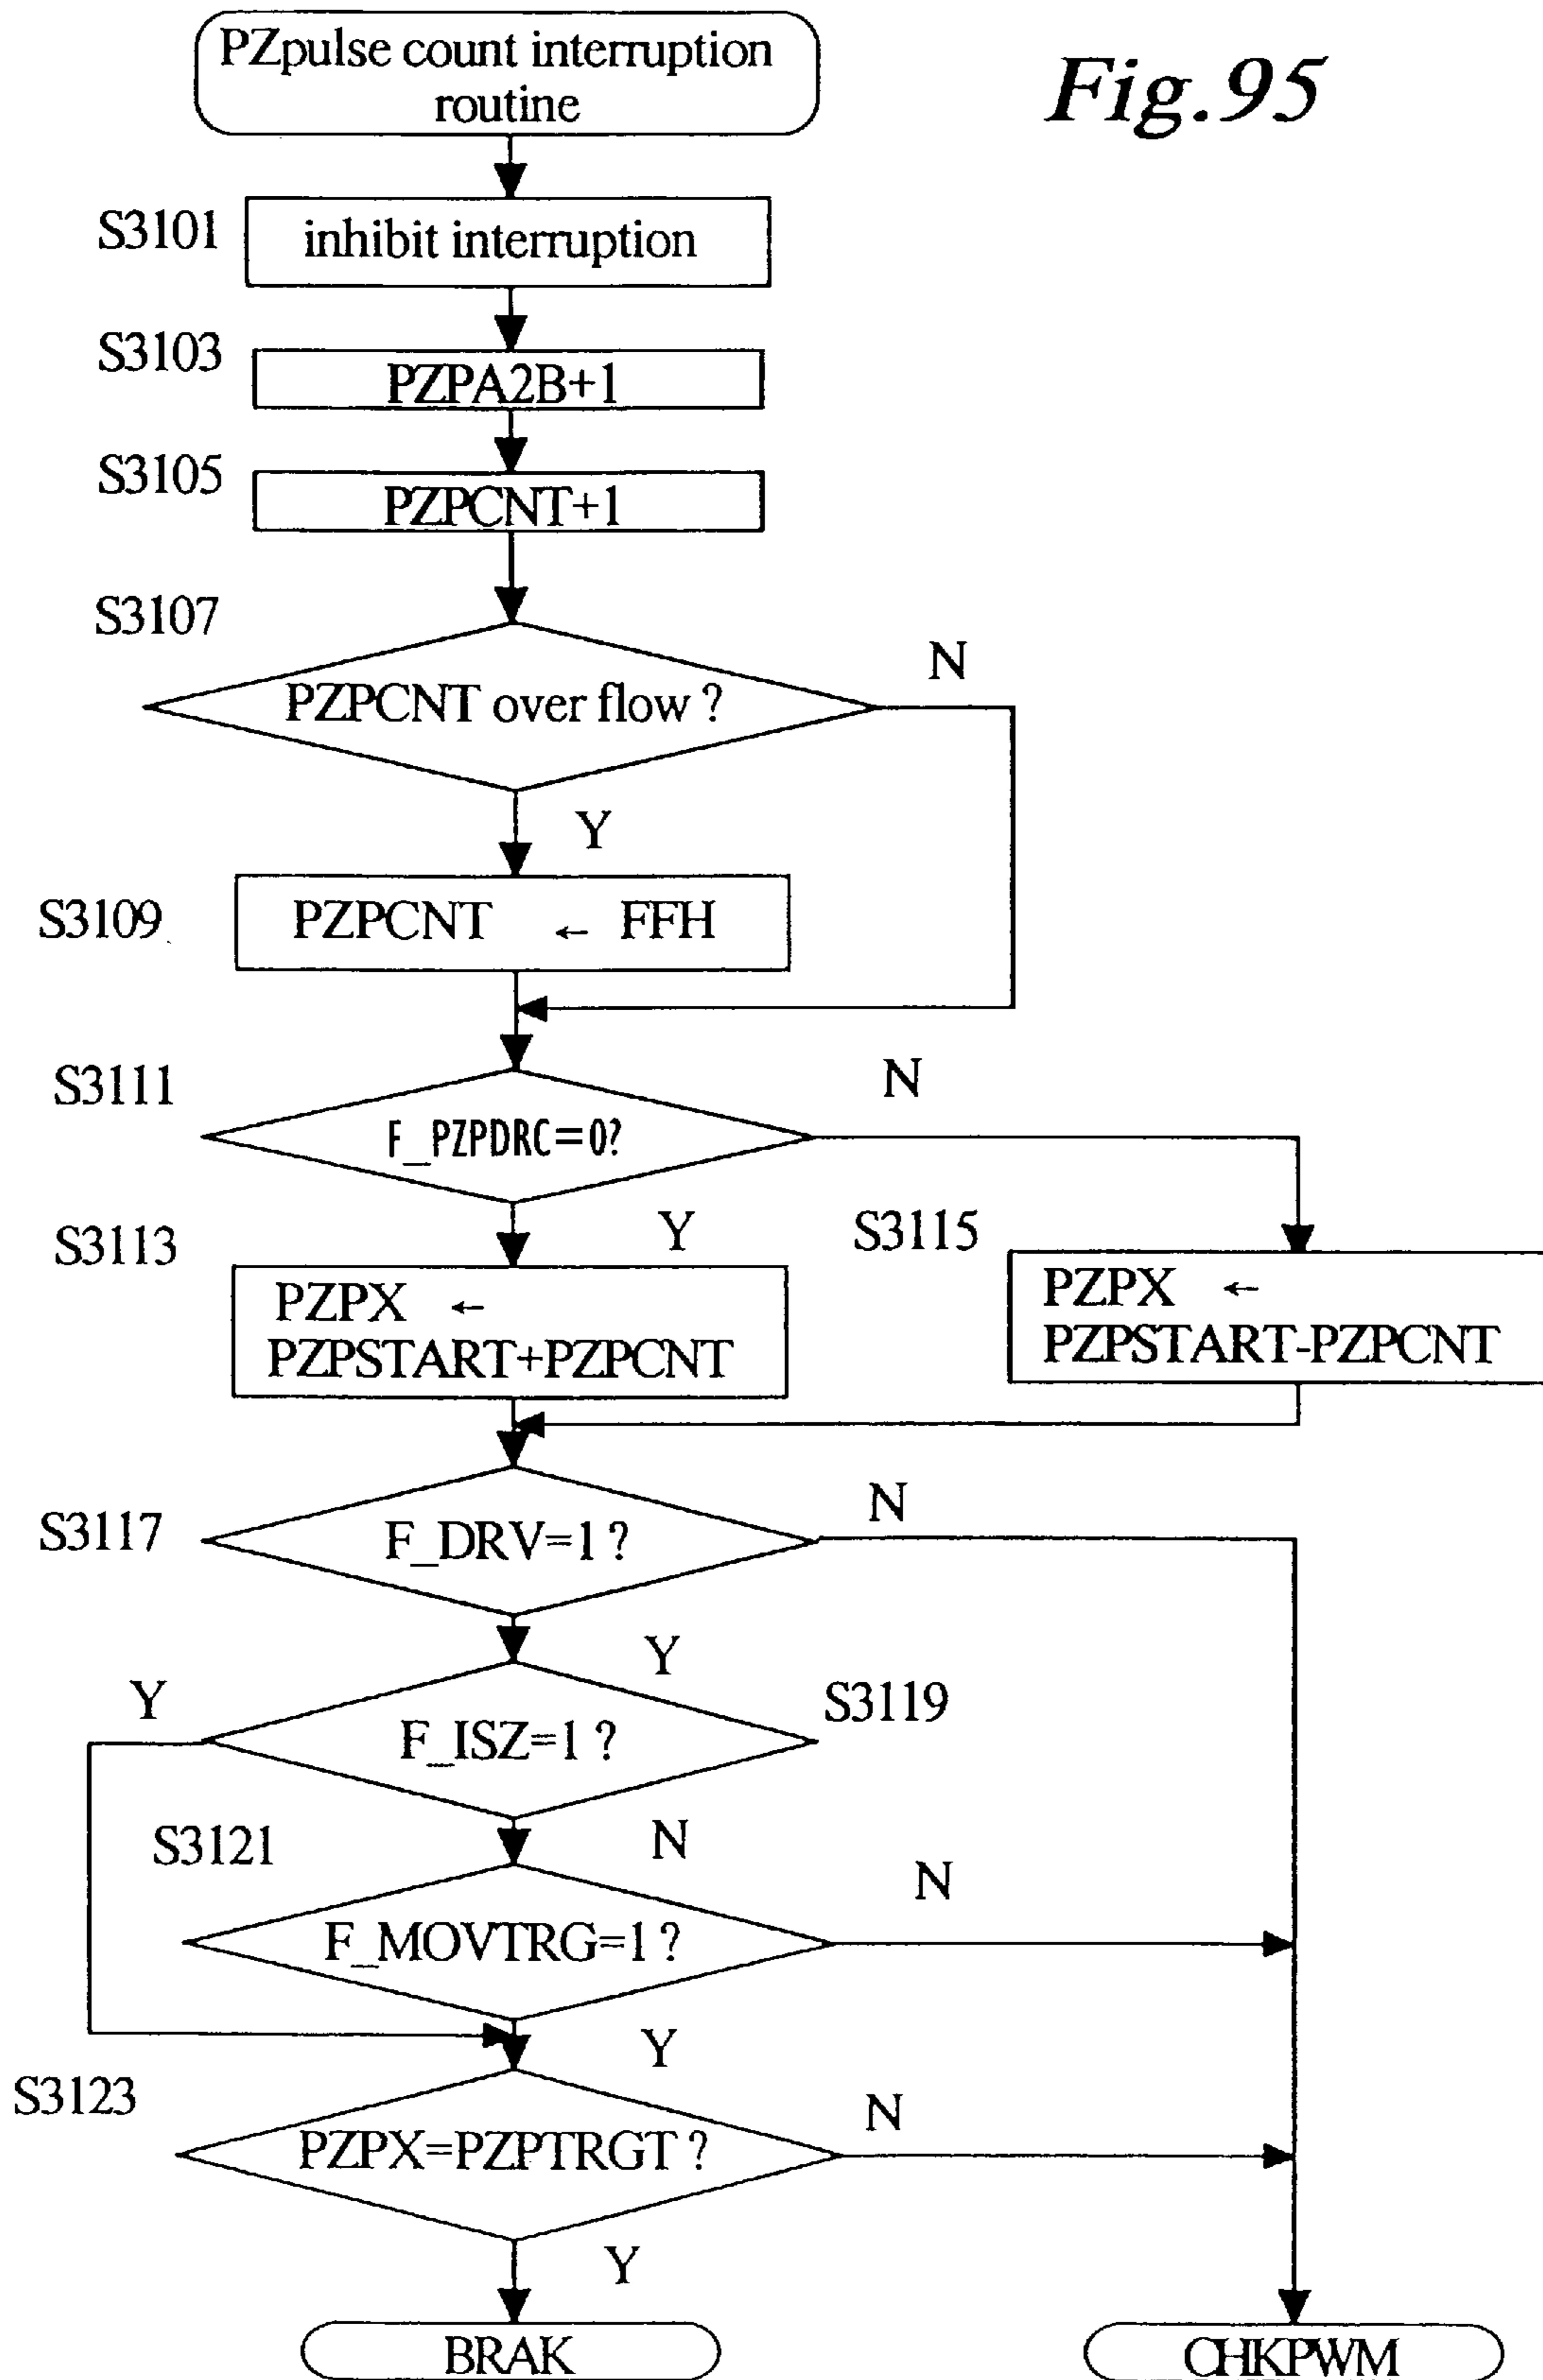 Fig.95
PZpulse count interruption
routine
S3101
inhibit interruption
S3103
PZPA2B+1
S3105
PZPCNT+1
S3107
PZPCNT over flow ?
N
Y
S3109
PZPCNT ← FFH
S3111
F_PZPDRC=0?
N
Y
S3113
PZPX ←
PZPSTART+PZPCNT
S3115
PZPX ←
PZPSTART-PZPCNT
S3117
F_DRV=1 ?
N
Y
S3119
F_ISZ=1 ?
Y
N
S3121
F_MOVTRG=1 ?
N
Y
S3123
PZPX=PZPTRGT ?
N
Y
BRAK
CHKPWM